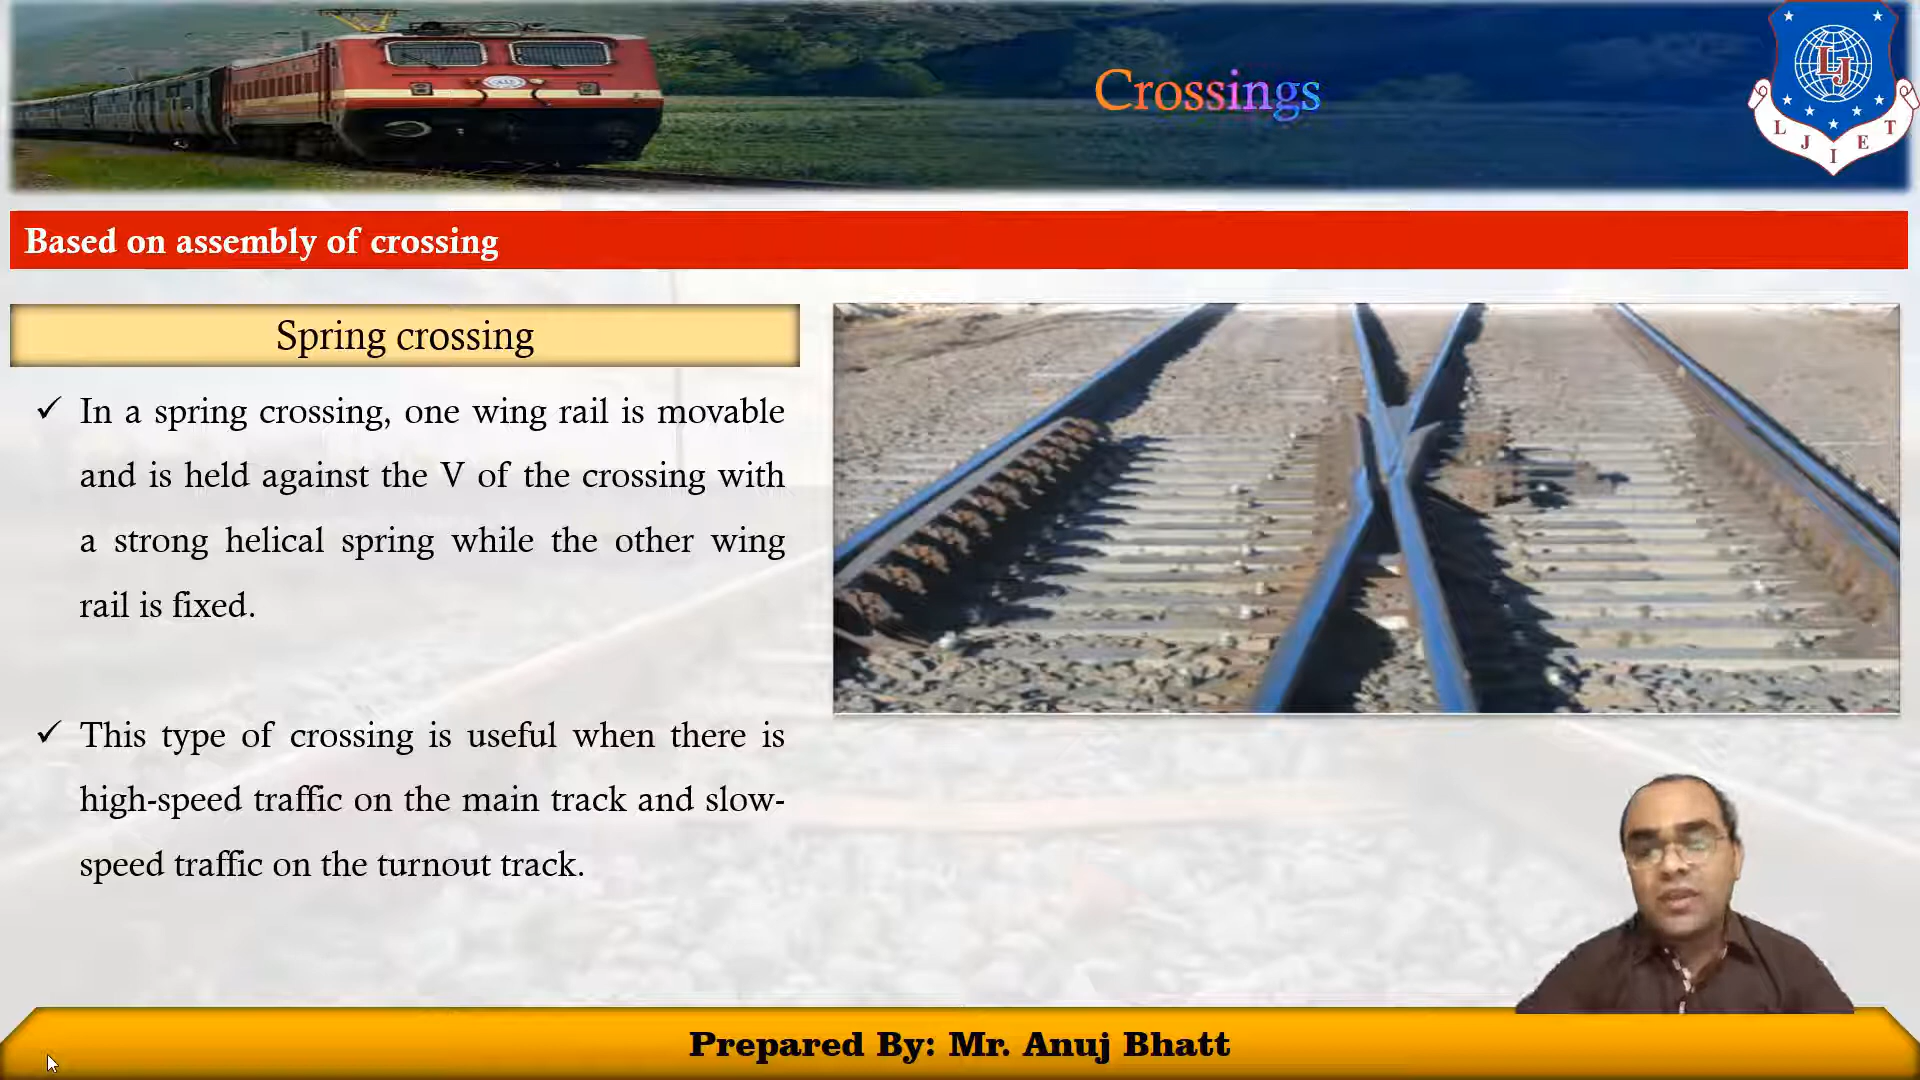 Crossings
LJ
L J I E T
Based on assembly of crossing
Spring crossing
✓ In a spring crossing, one wing rail is movable
and is held against the V of the crossing with
a strong helical spring while the other wing
rail is fixed.
✓ This type of crossing is useful when there is
high-speed traffic on the main track and slow-
speed traffic on the turnout track.
Prepared By: Mr. Anuj Bhatt